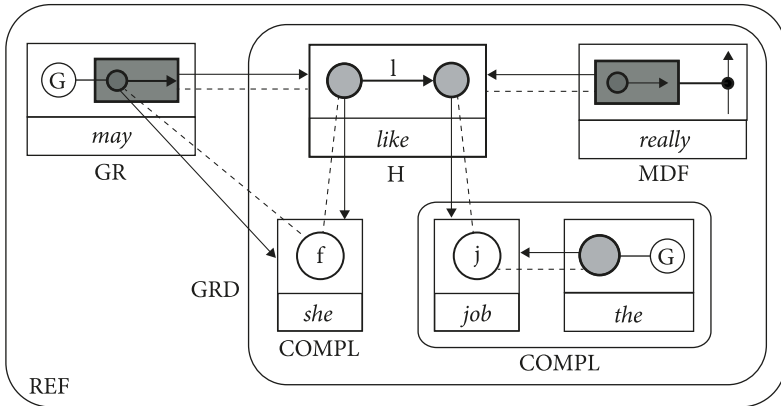 G
l
may
like
really
GR
H
MDF
f
j
G
GRD
she
job
the
COMPL
COMPL
REF